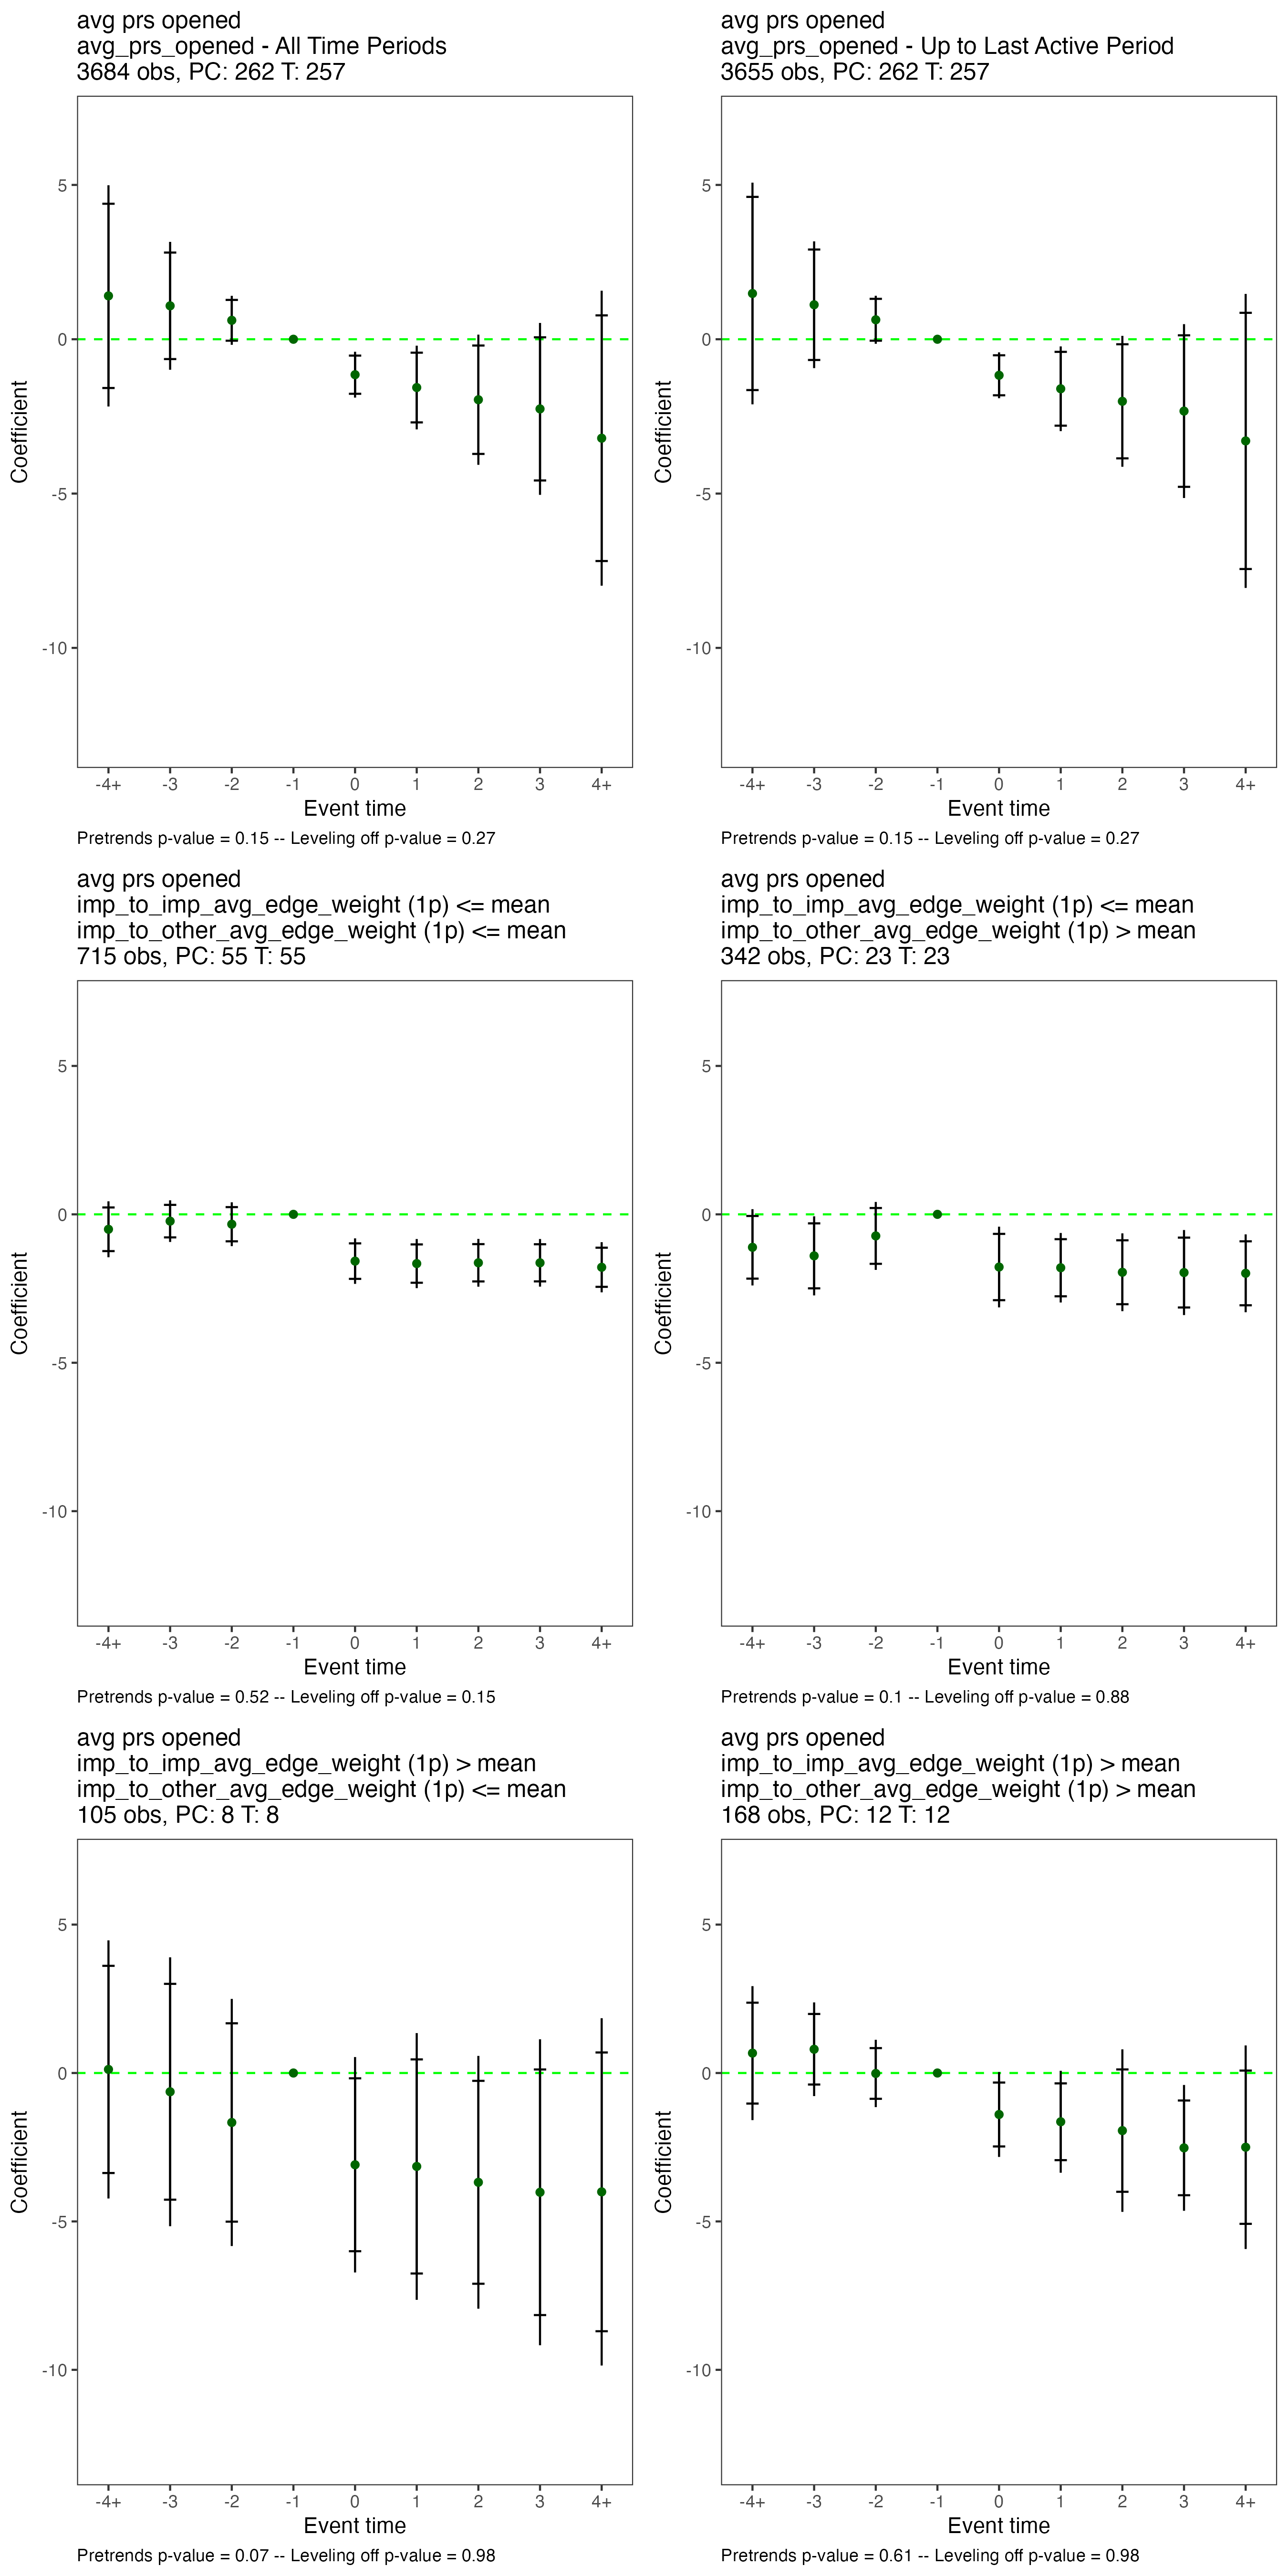 avg prs opened
avg_prs_opened - All Time Periods
3684 obs, PC: 262 T: 257
5
0
-5
-10
Coefficient
-4+ -3 -2 -1 0 1 2 3 4+
Event time
Pretrends p-value = 0.15 -- Leveling off p-value = 0.27
avg prs opened
avg_prs_opened - Up to Last Active Period
3655 obs, PC: 262 T: 257
5
0
-5
-10
Coefficient
-4+ -3 -2 -1 0 1 2 3 4+
Event time
Pretrends p-value = 0.15 -- Leveling off p-value = 0.27
avg prs opened
imp_to_imp_avg_edge_weight (1p) <= mean
imp_to_other_avg_edge_weight (1p) <= mean
715 obs, PC: 55 T: 55
5
0
-5
-10
Coefficient
-4+ -3 -2 -1 0 1 2 3 4+
Event time
Pretrends p-value = 0.52 -- Leveling off p-value = 0.15
avg prs opened
imp_to_imp_avg_edge_weight (1p) <= mean
imp_to_other_avg_edge_weight (1p) > mean
342 obs, PC: 23 T: 23
5
0
-5
-10
Coefficient
-4+ -3 -2 -1 0 1 2 3 4+
Event time
Pretrends p-value = 0.1 -- Leveling off p-value = 0.88
avg prs opened
imp_to_imp_avg_edge_weight (1p) > mean
imp_to_other_avg_edge_weight (1p) <= mean
105 obs, PC: 8 T: 8
5
0
-5
-10
Coefficient
-4+ -3 -2 -1 0 1 2 3 4+
Event time
Pretrends p-value = 0.07 -- Leveling off p-value = 0.98
avg prs opened
imp_to_imp_avg_edge_weight (1p) > mean
imp_to_other_avg_edge_weight (1p) > mean
168 obs, PC: 12 T: 12
5
0
-5
-10
Coefficient
-4+ -3 -2 -1 0 1 2 3 4+
Event time
Pretrends p-value = 0.61 -- Leveling off p-value = 0.98